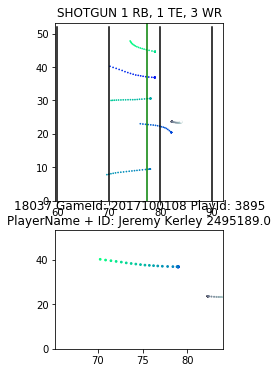 SHOTGUN 1 RB, 1 TE, 3 WR
50
40
30
20
10
0
60 70 80 90
18037 GameId: 2017100108 PlayId: 3895
PlayerName + ID: Jeremy Kerley 2495189.0
40
20
0
70 75 80